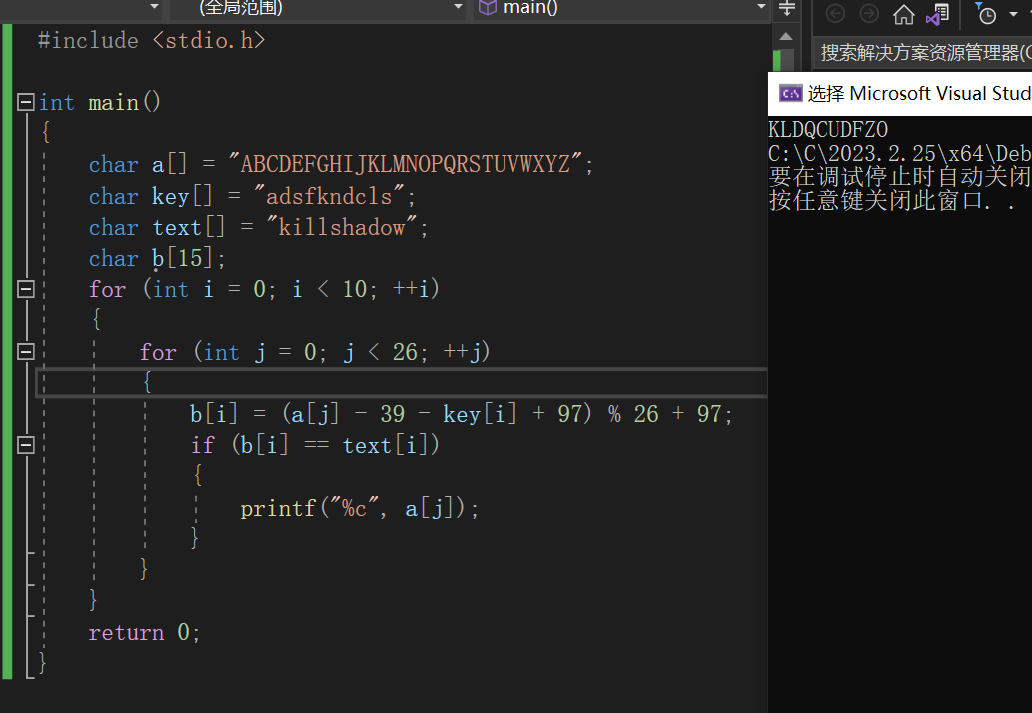 (全局范围)
main()
#include <stdio.h>
int main()
{
char a[] = "ABCDEFGHIJKLMNOPQRSTUVWXYZ";
char key[] = "adsfkndcls";
char text[] = "killshadow";
char b[15];
for (int i = 0; i < 10; ++i)
{
for (int j = 0; j < 26; ++j)
{
b[i] = (a[j] - 39 - key[i] + 97) % 26 + 97;
if (b[i] == text[i])
{
printf("%c", a[j]);
}
}
}
return 0;
}
搜索解决方案资源管理器(C
选择 Microsoft Visual Stud
KLDQCUDFZO
C:\C\2023.2.25\x64\Deb
要在调试停止时自动关闭
按任意键关闭此窗口. .